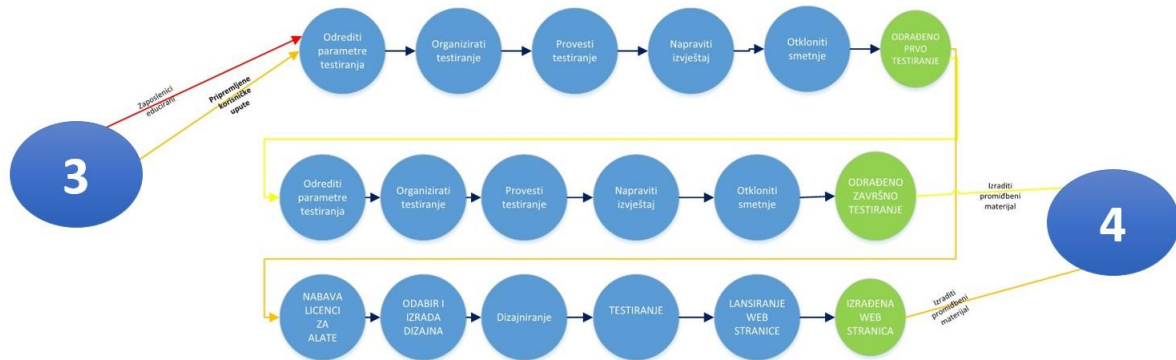 Odrediti
parametre
testiranja
Organizirati
testiranje
Provesti
testiranje
Napraviti
izvještaj
Otkloniti
smetnje
ODRAĐENO
PRVO
TESTIRANJE
Zaposlenici
educirani
Pripremljene
korisničke
upute
3
Odrediti
parametre
testiranja
Organizirati
testiranje
Provesti
testiranje
Napraviti
izvještaj
Otkloniti
smetnje
ODRAĐENO
ZAVRŠNO
TESTIRANJE
Izraditi
promidbeni
materijal
4
NABAVA
LICENCI
ZA
ALATE
ODABIR I
IZRADA
DIZAJNA
Dizajniranje
TESTIRANJE
LANSIRANJE
WEB
STRANICE
IZRAĐENA
WEB
STRANICA
Izraditi
promidbeni
materijal